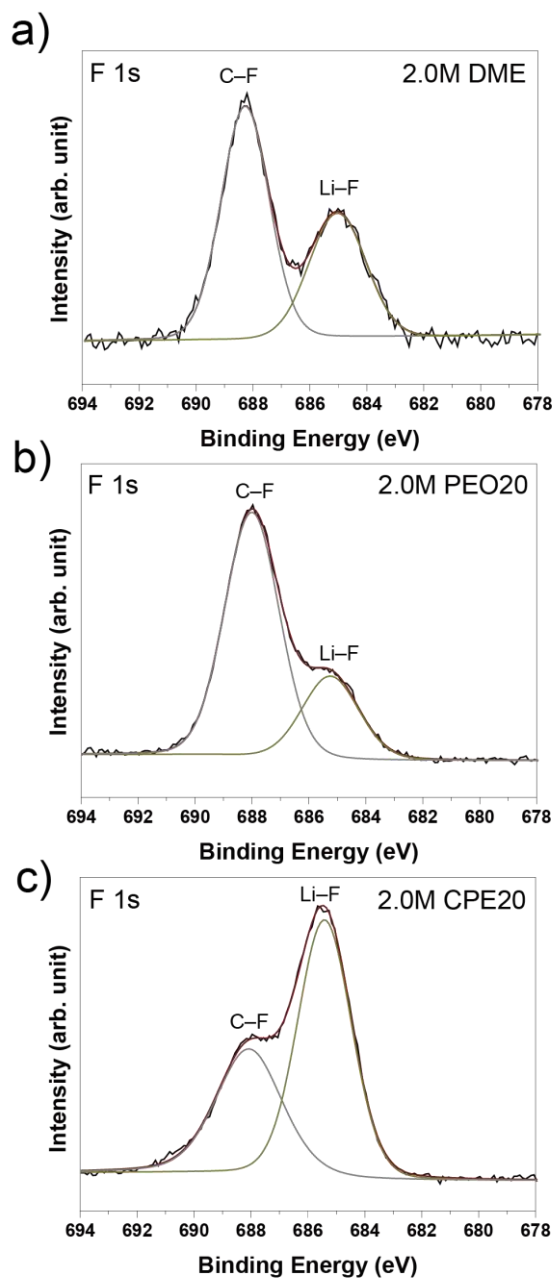 a)
F 1s
C–F
2.0M DME
Li–F
Intensity (arb. unit)
694 692 690 688 686 684 682 680 678
Binding Energy (eV)
b)
F 1s
C–F
2.0M PEO20
Li–F
Intensity (arb. unit)
694 692 690 688 686 684 682 680 678
Binding Energy (eV)
c)
F 1s
Li–F
2.0M CPE20
C–F
Intensity (arb. unit)
694 692 690 688 686 684 682 680 678
Binding Energy (eV)